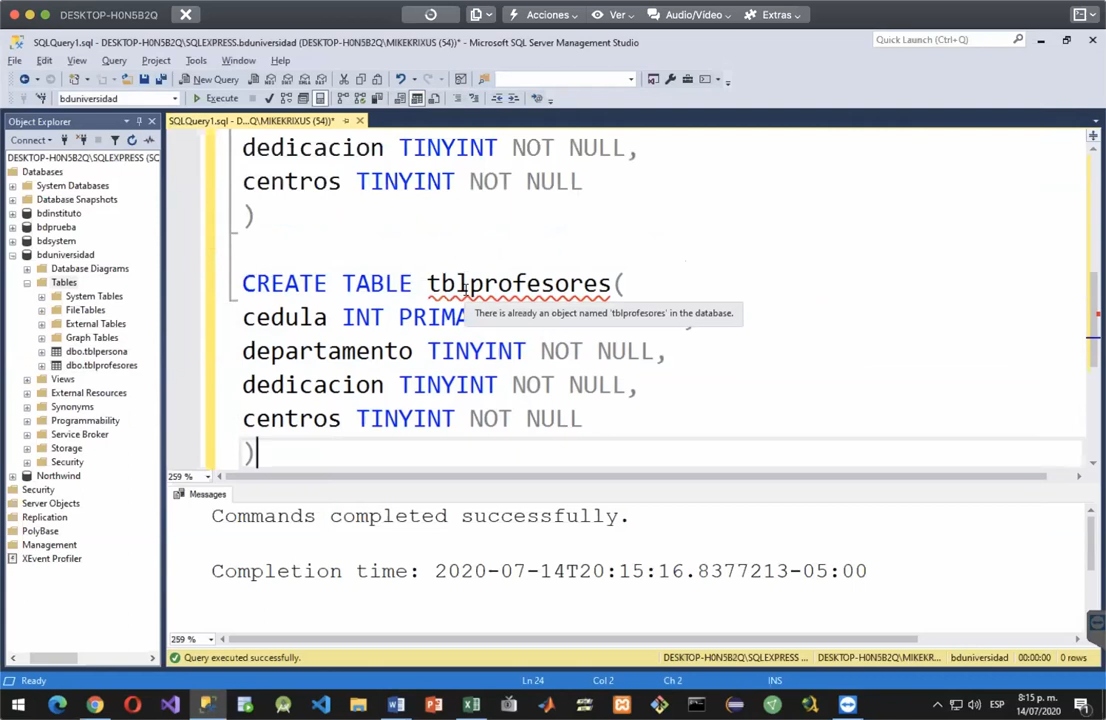 DESKTOP-H0N5B2Q
Acciones
Ver
Audio/Vídeo
Extras
SQLQuery1.sql - DESKTOP-H0N5B2Q\SQLEXPRESS.bduniversidad (DESKTOP-H0N5B2Q\MIKEKRIXUS (54))* - Microsoft SQL Server Management Studio
Quick Launch (Ctrl+Q)
File Edit View Query Project Tools Window Help
New Query
bduniversidad
Execute
Object Explorer
SQLQuery1.sql - D...Q\MIKEKRIXUS (54))*
Connect
DESKTOP-H0N5B2Q\SQLEXPRESS (SC
Databases
System Databases
Database Snapshots
bdinstituto
bdprueba
bdsystem
bduniversidad
Database Diagrams
Tables
System Tables
FileTables
External Tables
Graph Tables
dbo.tblpersona
dbo.tblprofesores
Views
External Resources
Synonyms
Programmability
Service Broker
Storage
Security
Northwind
Security
Server Objects
Replication
PolyBase
Management
XEvent Profiler
dedicacion TINYINT NOT NULL,
centros TINYINT NOT NULL
)
CREATE TABLE tblprofesores(
There is already an object named 'tblprofesores' in the database.
cedula INT PRIMA
departamento TINYINT NOT NULL,
dedicacion TINYINT NOT NULL,
centros TINYINT NOT NULL
)
259 %
Messages
Commands completed successfully.
Completion time: 2020-07-14T20:15:16.8377213-05:00
259 %
Query executed successfully.
DESKTOP-H0N5B2Q\SQLEXPRESS ...
DESKTOP-H0N5B2Q\MIKEKR...
bduniversidad
00:00:00
0 rows
Ready
Ln 24
Col 2
Ch 2
INS
ESP
8:15 p. m.
14/07/2020